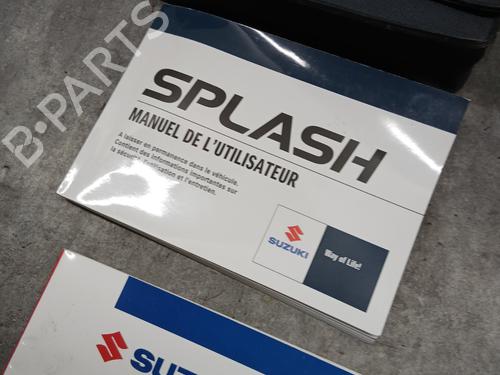 B-PARTS
SPLASH
MANUEL DE L'UTILISATEUR
A laisser en permanence dans le véhicule.
Contient des informations importantes sur
la sécurité, l'utilisation et l'entretien.
SUZUKI
Way of Life!
SUZU